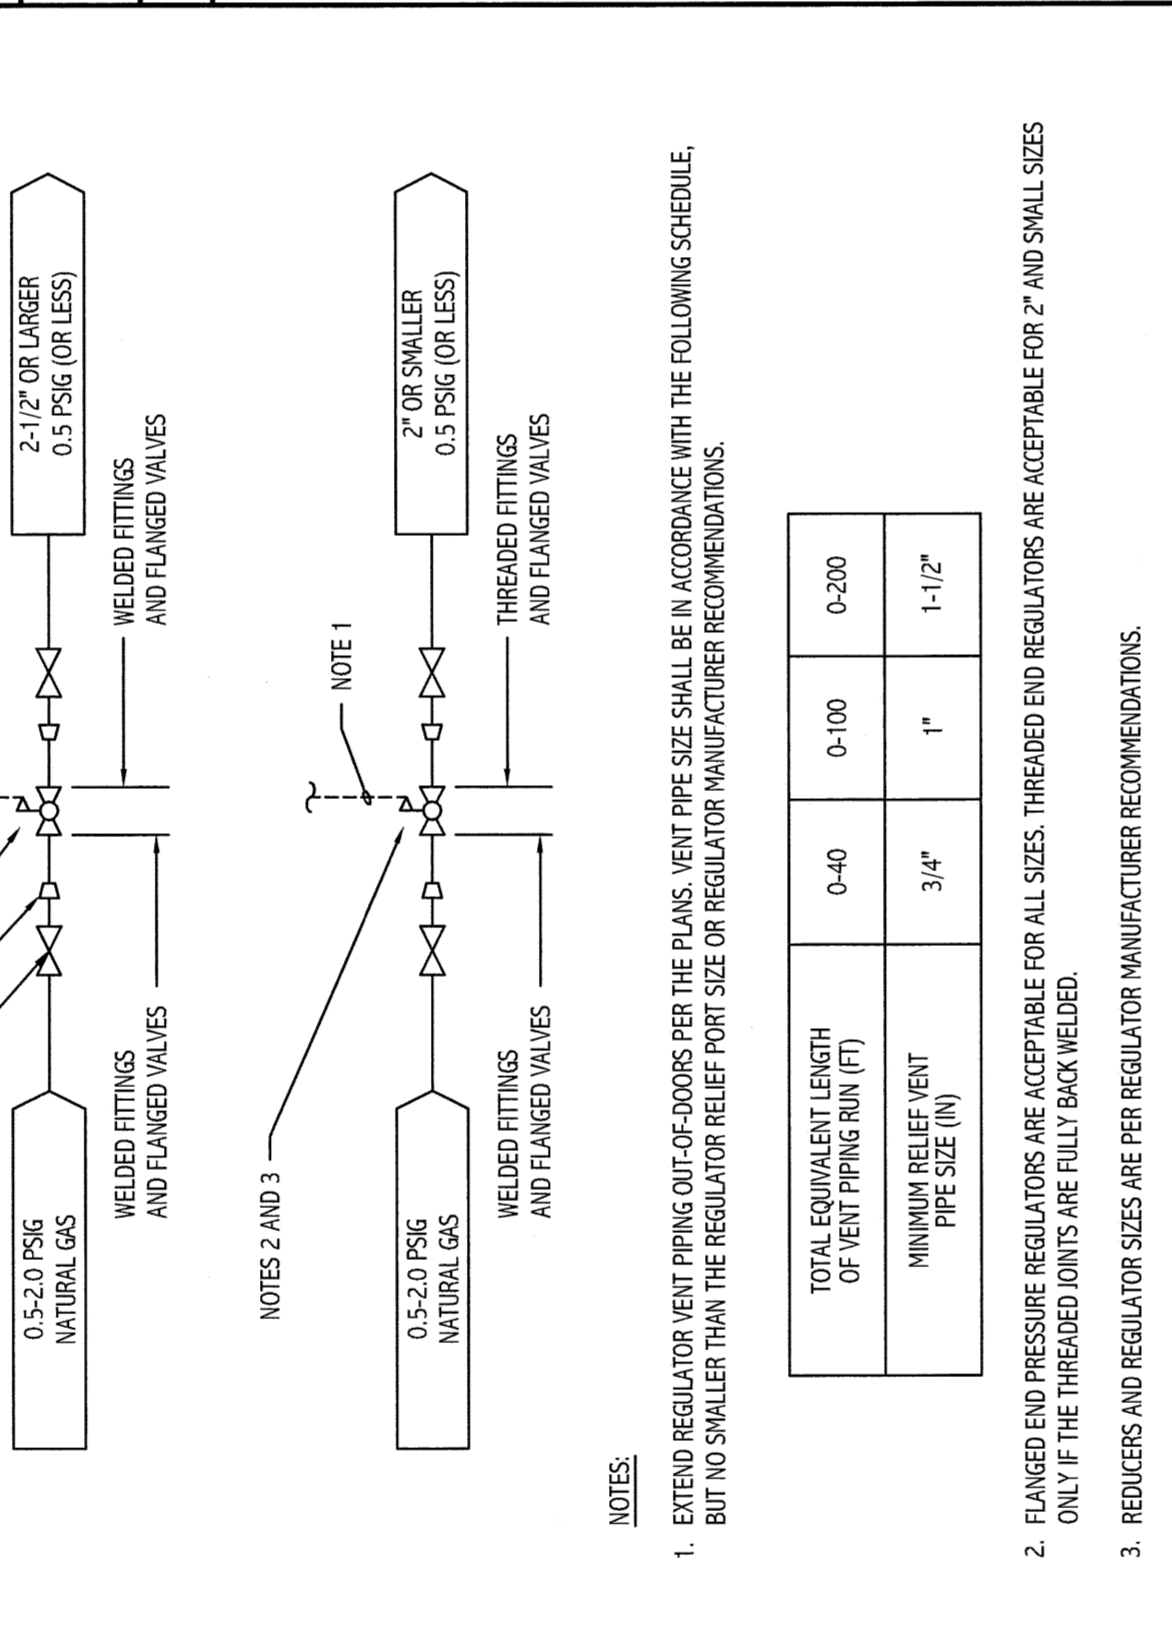 0.5-2.0 PSIG
NATURAL GAS
WELDED FITTINGS
AND FLANGED VALVES
WELDED FITTINGS
AND FLANGED VALVES
2-1/2" OR LARGER
0.5 PSIG (OR LESS)
NOTES 2 AND 3
NOTE 1
0.5-2.0 PSIG
NATURAL GAS
WELDED FITTINGS
AND FLANGED VALVES
THREADED FITTINGS
AND FLANGED VALVES
2" OR SMALLER
0.5 PSIG (OR LESS)
NOTES:
1. EXTEND REGULATOR VENT PIPING OUT-OF-DOORS PER THE PLANS. VENT PIPE SIZE SHALL BE IN ACCORDANCE WITH THE FOLLOWING SCHEDULE,
BUT NO SMALLER THAN THE REGULATOR RELIEF PORT SIZE OR REGULATOR MANUFACTURER RECOMMENDATIONS.
TOTAL EQUIVALENT LENGTH
OF VENT PIPING RUN (FT)
0-40
0-100
0-200
MINIMUM RELIEF VENT
PIPE SIZE (IN)
3/4"
1"
1-1/2"
2. FLANGED END PRESSURE REGULATORS ARE ACCEPTABLE FOR ALL SIZES. THREADED END REGULATORS ARE ACCEPTABLE FOR 2" AND SMALL SIZES
ONLY IF THE THREADED JOINTS ARE FULLY BACK WELDED.
3. REDUCERS AND REGULATOR SIZES ARE PER REGULATOR MANUFACTURER RECOMMENDATIONS.